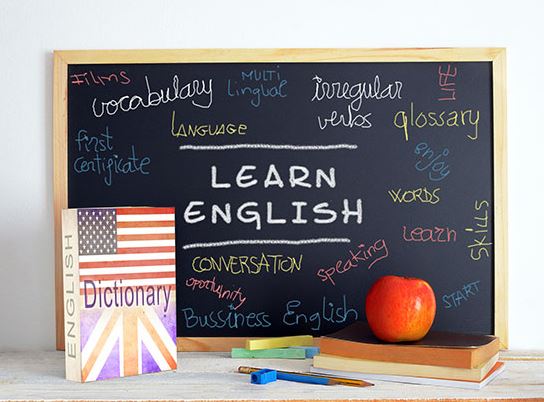 FILMS
vocabulary
MULTI
lingual
irregular
verbs
LIFE
glossary
LANGUAGE
first
certificate
enjoy
LEARN
ENGLISH
WORDS
learn
skills
CONVERSATION
speaking
oportunity
START
Bussiness English
ENGLISH
Dictionary